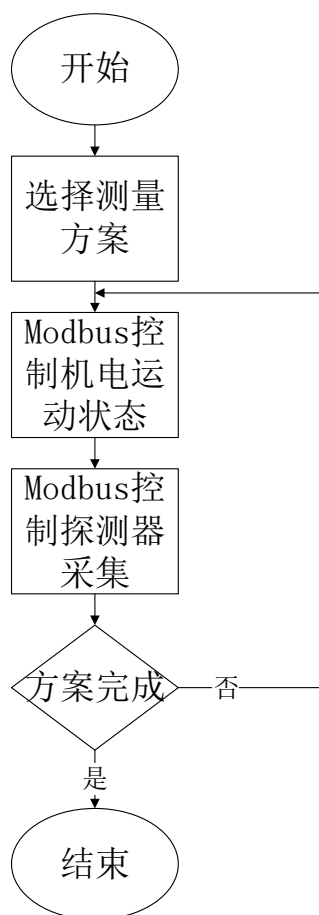 开始
选择测量
方案
Modbus控
制机电运
动状态
Modbus控
制探测器
采集
方案完成
否
是
结束